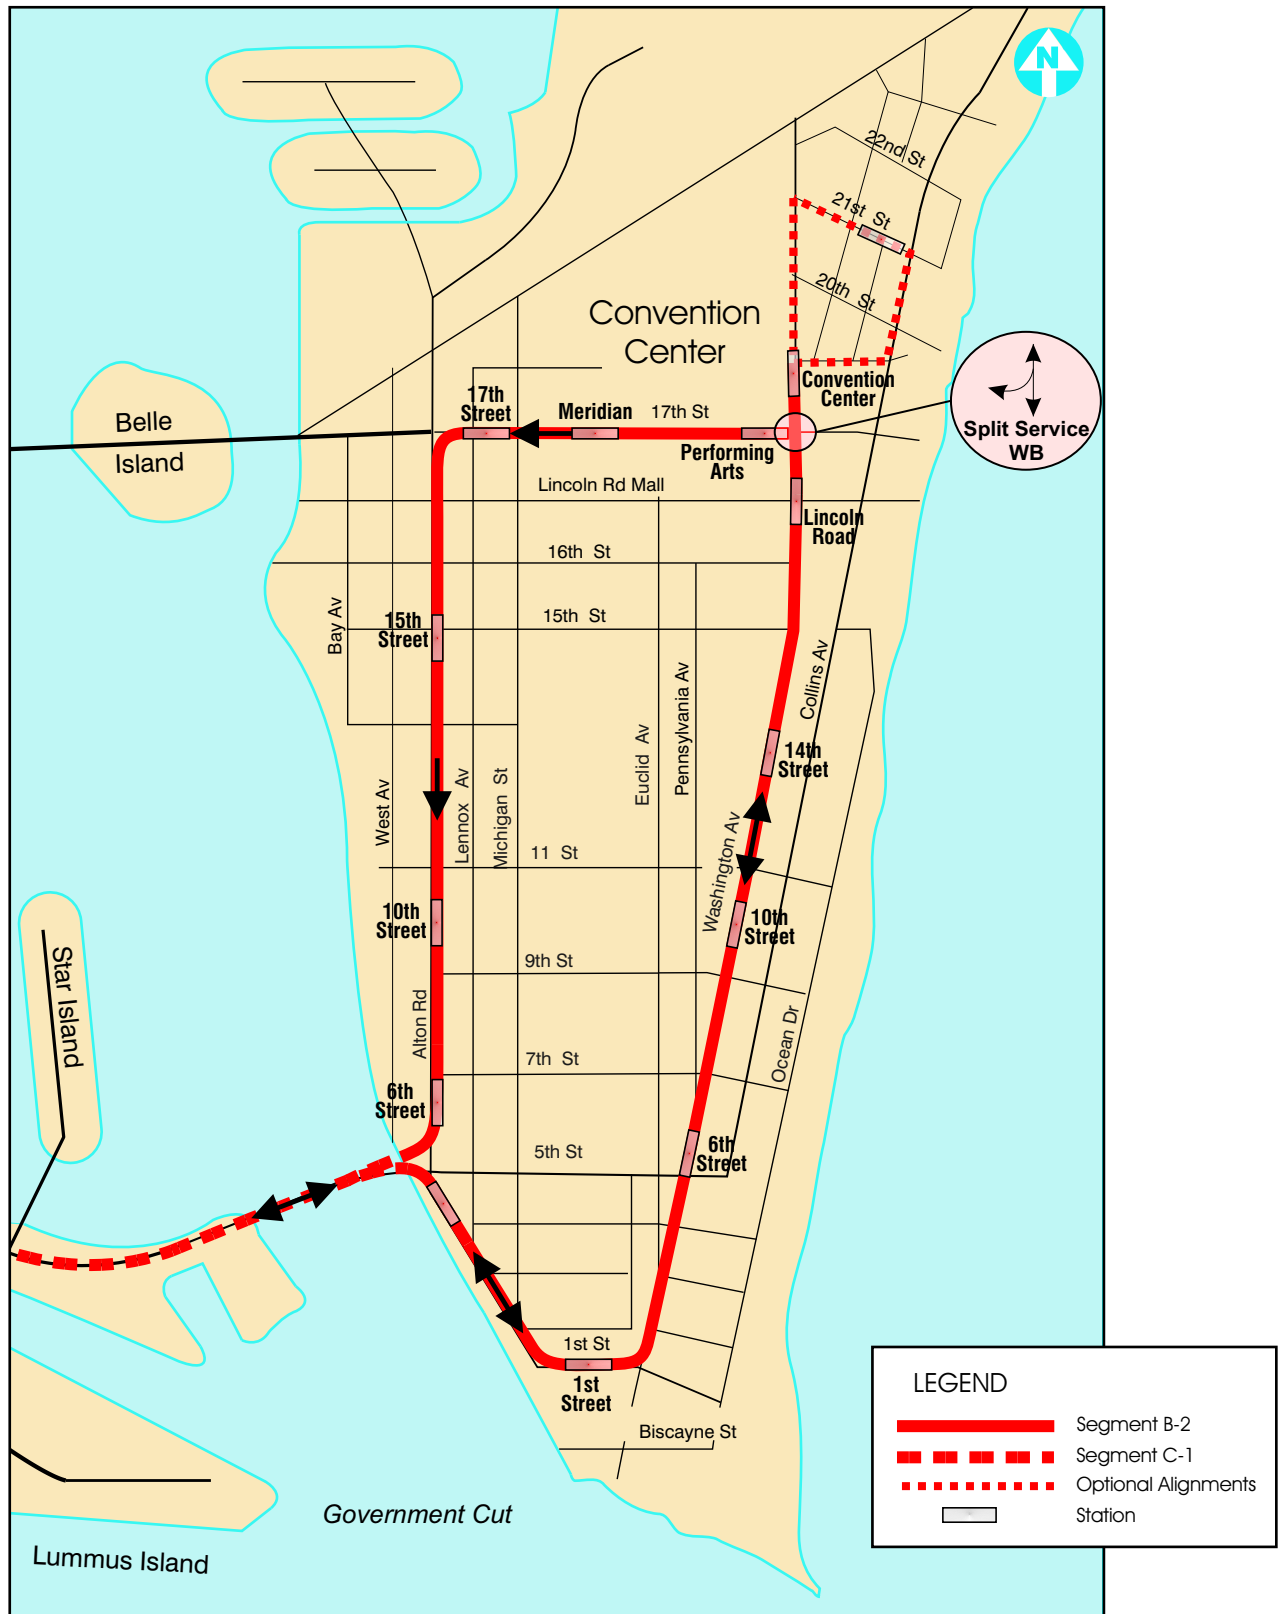 N
22nd St
21st St
20th St
Convention
Center
Convention
Center
Split Service
WB
17th
Street
Meridian
17th St
Performing
Arts
Belle
Island
Lincoln Rd Mall
Lincoln
Road
16th St
15th St
15th
Street
Bay Av
Collins Av
Pennsylvania Av
Euclid Av
14th
Street
West Av
Lennox Av
Michigan St
11 St
Washington Av
10th
Street
10th
Street
9th St
Star Island
Alton Rd
Ocean Dr
7th St
6th
Street
6th
Street
5th St
1st St
1st
Street
Biscayne St
Government Cut
Lummus Island
LEGEND
Segment B-2
Segment C-1
Optional Alignments
Station